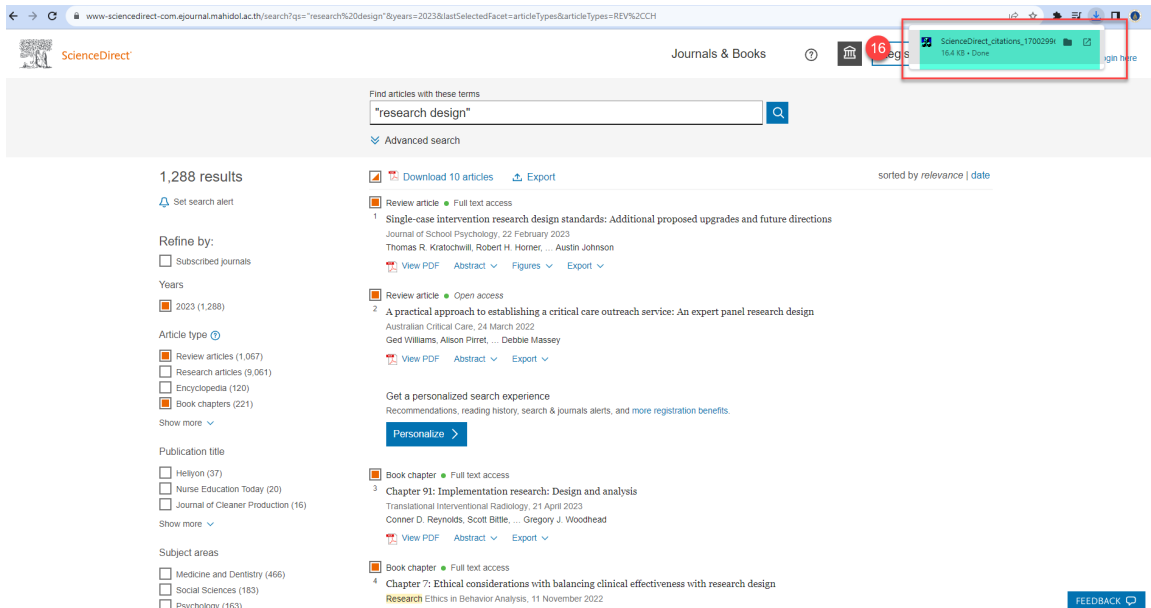 www-sciencedirect-com.ejournal.mahidol.ac.th/search?qs="research%20design"&years=2023&lastSelectedFacet=articleTypes&articleTypes=REV%2CCH
ScienceDirect
Journals & Books
16
ScienceDirect_citations_1700299
16.4 KB • Done
gin here
Find articles with these terms
"research design"
Advanced search
1,288 results
Download 10 articles Export
sorted by relevance | date
Set search alert
Refine by:
Subscribed journals
Years
2023 (1,288)
Article type
Review articles (1,067)
Research articles (9,061)
Encyclopedia (120)
Book chapters (221)
Show more
Publication title
Heliyon (37)
Nurse Education Today (20)
Journal of Cleaner Production (16)
Show more
Subject areas
Medicine and Dentistry (466)
Social Sciences (183)
Psychology (163)
Review article • Full text access
1 Single-case intervention research design standards: Additional proposed upgrades and future directions
Journal of School Psychology, 22 February 2023
Thomas R. Kratochwill, Robert H. Horner, ... Austin Johnson
View PDF Abstract Figures Export
Review article • Open access
2 A practical approach to establishing a critical care outreach service: An expert panel research design
Australian Critical Care, 24 March 2022
Ged Williams, Alison Pirret, ... Debbie Massey
View PDF Abstract Export
Get a personalized search experience
Recommendations, reading history, search & journals alerts, and more registration benefits.
Personalize
Book chapter • Full text access
3 Chapter 91: Implementation research: Design and analysis
Translational Interventional Radiology, 21 April 2023
Conner D. Reynolds, Scott Bittle, ... Gregory J. Woodhead
View PDF Abstract Export
Book chapter • Full text access
4 Chapter 7: Ethical considerations with balancing clinical effectiveness with research design
Research Ethics in Behavior Analysis, 11 November 2022
FEEDBACK